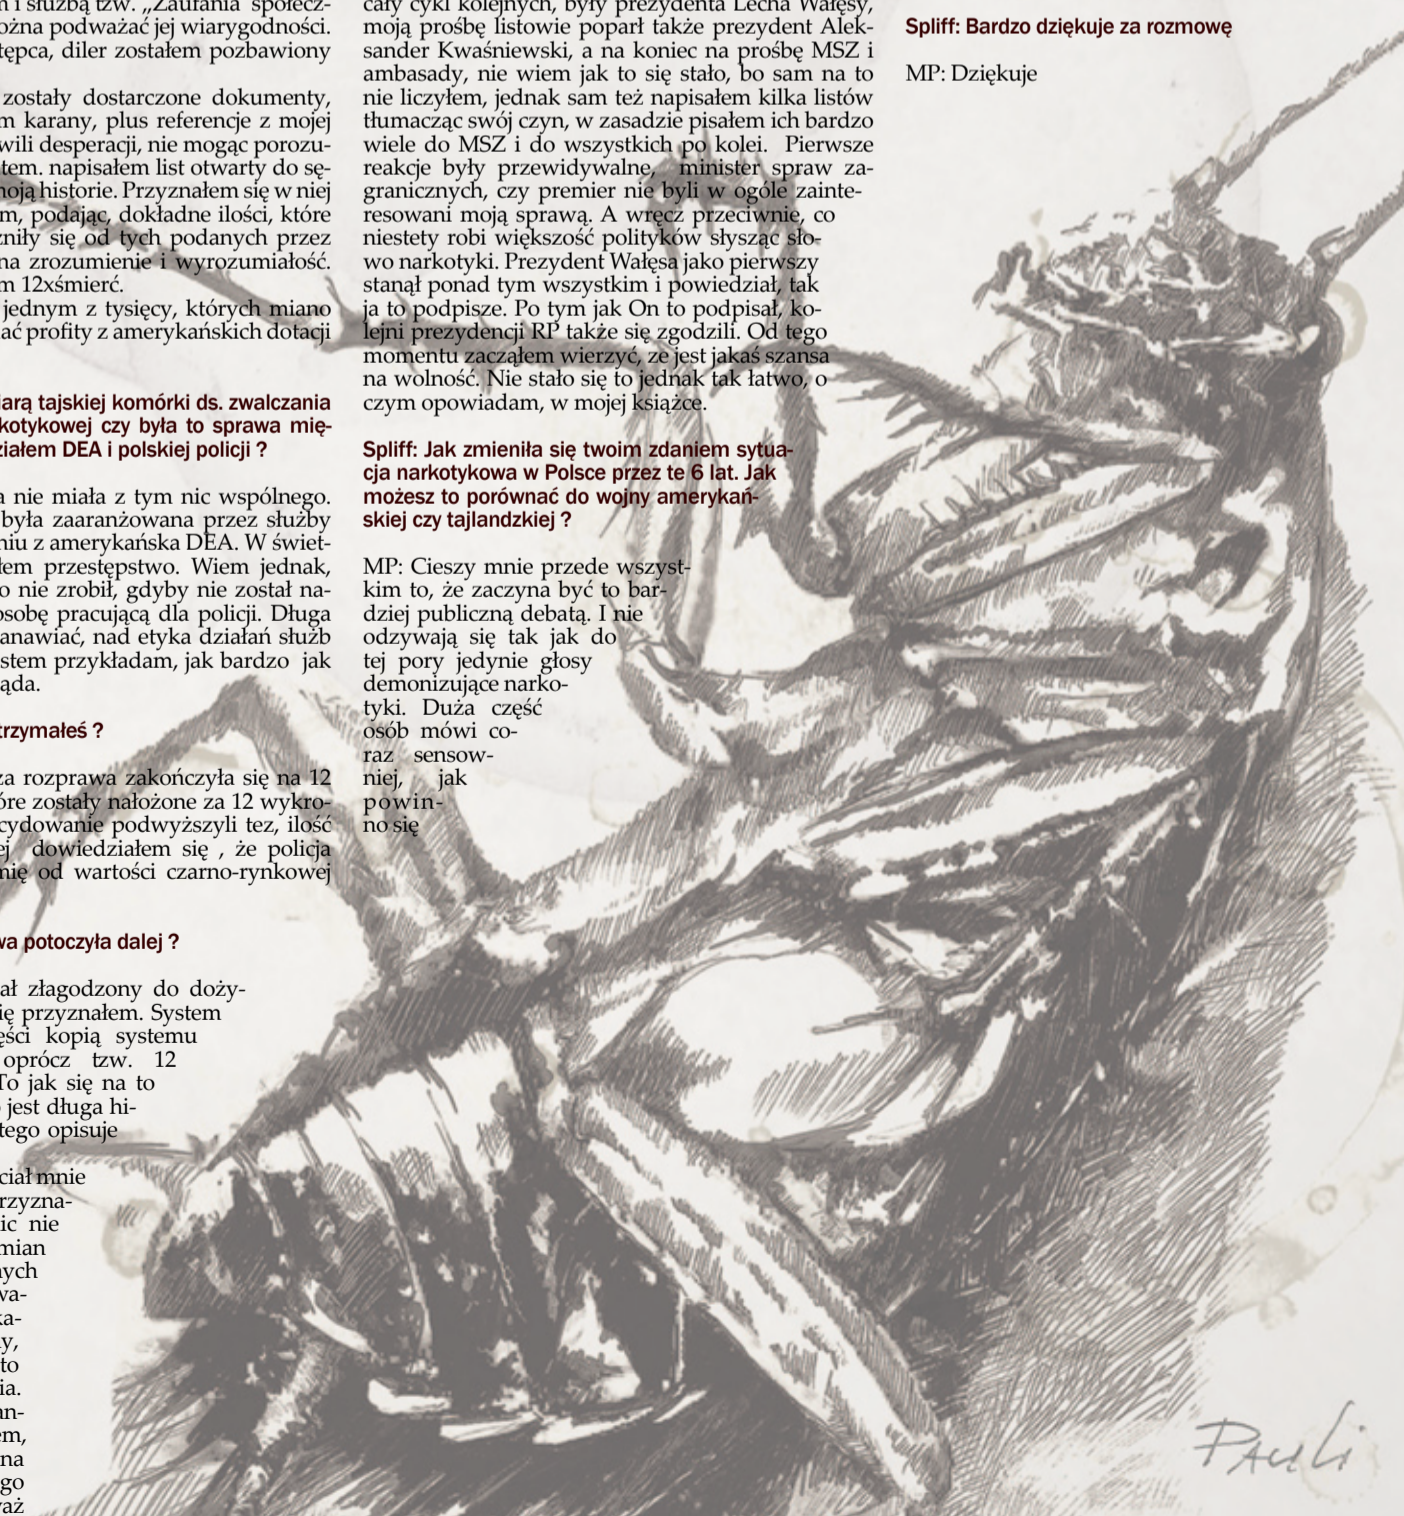 n i służbą tzw. „Zaufania społecz-
ożna podważać jej wiarygodności.
tępca, diler zostałem pozbawiony
zostały dostarczone dokumenty,
m karany, plus referencje z mojej
wili desperacji, nie mogąc porozu-
tem. napisałem list otwarty do sę-
noją historie. Przyznałem się w niej
m, podając, dokładne ilości, które
zniły się od tych podanych przez
na zrozumienie i wyrozumiałość.
m 12xśmierć.
jednym z tysięcy, których miano
ać profity z amerykańskich dotacji
iarą tajskiej komórki ds. zwalczania
kotykowej czy była to sprawa mię-
ziałem DEA i polskiej policji ?
a nie miała z tym nic wspólnego.
była zaaranżowana przez służby
niu z amerykańska DEA. W świet-
łem przestępstwo. Wiem jednak,
o nie zrobił, gdyby nie został na-
osobę pracującą dla policji. Długa
anawiać, nad etyka działań służb
stem przykładam, jak bardzo jak
ąda.
trzymałeś ?
za rozprawa zakończyła się na 12
óre zostały nałożone za 12 wykro-
cydowanie podwyższyli tez, ilość
ej dowiedziałem się , że policja
mię od wartości czarno-rynkowej
wa potoczyła dalej ?
ał złagodzony do doży-
ię przyznałem. System
ęści kopią systemu
oprócz tzw. 12
To jak się na to
jest długa hi-
tego opisuje
ciał mnie
rzyzna-
ic nie
mian
nych
wa-
ka-
y,
to
ia.
an-
em,
na
go
aż
cały cykl kolejnych, były prezydenta Lecha Wałęsy,
moją prośbę listowie poparł także prezydent Alek-
sander Kwaśniewski, a na koniec na prośbę MSZ i
ambasady, nie wiem jak to się stało, bo sam na to
nie liczyłem, jednak sam też napisałem kilka listów
tłumacząc swój czyn, w zasadzie pisałem ich bardzo
wiele do MSZ i do wszystkich po kolei. Pierwsze
reakcje były przewidywalne, minister spraw za-
granicznych, czy premier nie byli w ogóle zainte-
resowani moją sprawą. A wręcz przeciwnie, co
niestety robi większość polityków słysząc sło-
wo narkotyki. Prezydent Wałęsa jako pierwszy
stanął ponad tym wszystkim i powiedział, tak
ja to podpisze. Po tym jak On to podpisał, ko-
lejni prezydencji RP także się zgodzili. Od tego
momentu zacząłem wierzyć, ze jest jakaś szansa
na wolność. Nie stało się to jednak tak łatwo, o
czym opowiadam, w mojej książce.
Spliff: Jak zmieniła się twoim zdaniem sytua-
cja narkotykowa w Polsce przez te 6 lat. Jak
możesz to porównać do wojny amerykań-
skiej czy tajlandzkiej ?
MP: Cieszy mnie przede wszyst-
kim to, że zaczyna być to bar-
dziej publiczną debatą. I nie
odzywają się tak jak do
tej pory jedynie głosy
demonizujące narko-
tyki. Duża część
osób mówi co-
raz sensow-
niej, jak
powin-
no się
Spliff: Bardzo dziękuje za rozmowę
MP: Dziękuje
PAuLi